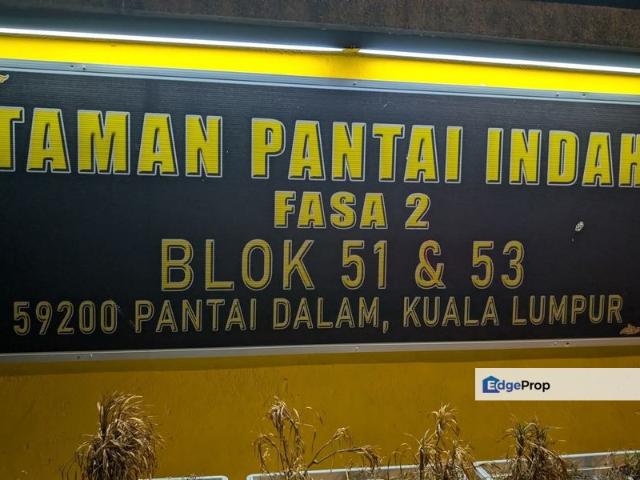 TAMAN PANTAI INDAH
FASA 2
BLOK 51 & 53
59200 PANTAI DALAM, KUALA LUMPUR
EdgeProp